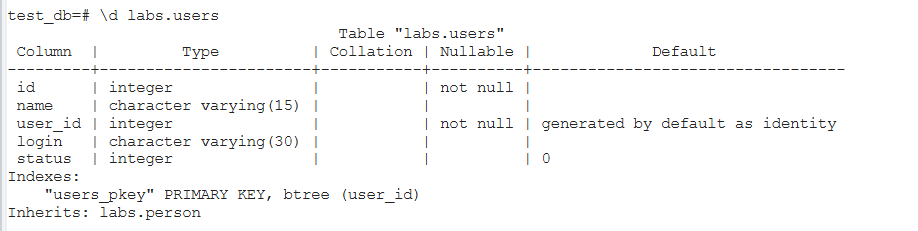 test_db=# \d labs.users
                                        Table "labs.users"
 Column  |         Type          | Collation | Nullable |             Default
---------+-----------------------+-----------+----------+----------------------------------
 id      | integer               |           | not null |
 name    | character varying(15) |           |          |
 user_id | integer               |           | not null | generated by default as identity
 login   | character varying(30) |           |          |
 status  | integer               |           |          | 0
Indexes:
    "users_pkey" PRIMARY KEY, btree (user_id)
Inherits: labs.person